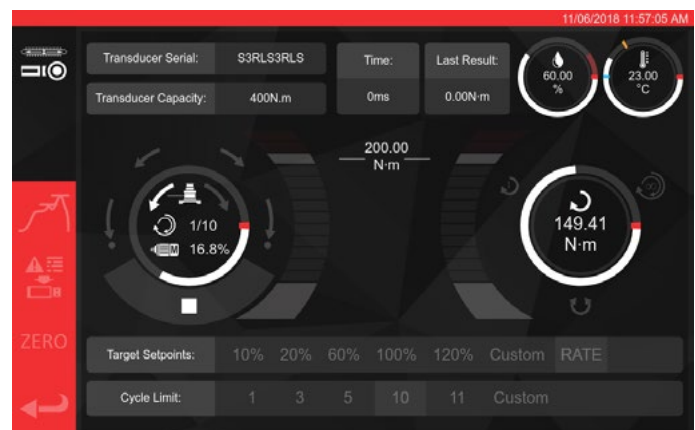 11/06/2018 11:57:05 AM
Transducer Serial: S3RLS3RLS
Time:
Last Result:
60.00
%
23.00
°C
Transducer Capacity: 400N.m
0ms
0.00N·m
200.00
N·m
1/10
M 16.8%
149.41
N·m
ZERO
Target Setpoints: 10% 20% 60% 100% 120% Custom RATE
Cycle Limit: 1 3 5 10 11 Custom